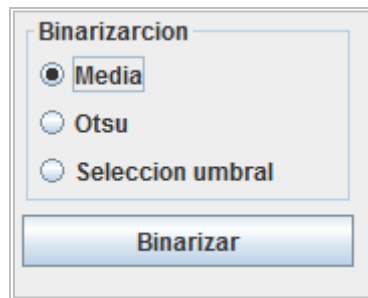 Binarizarcion
Media
Otsu
Seleccion umbral
Binarizar